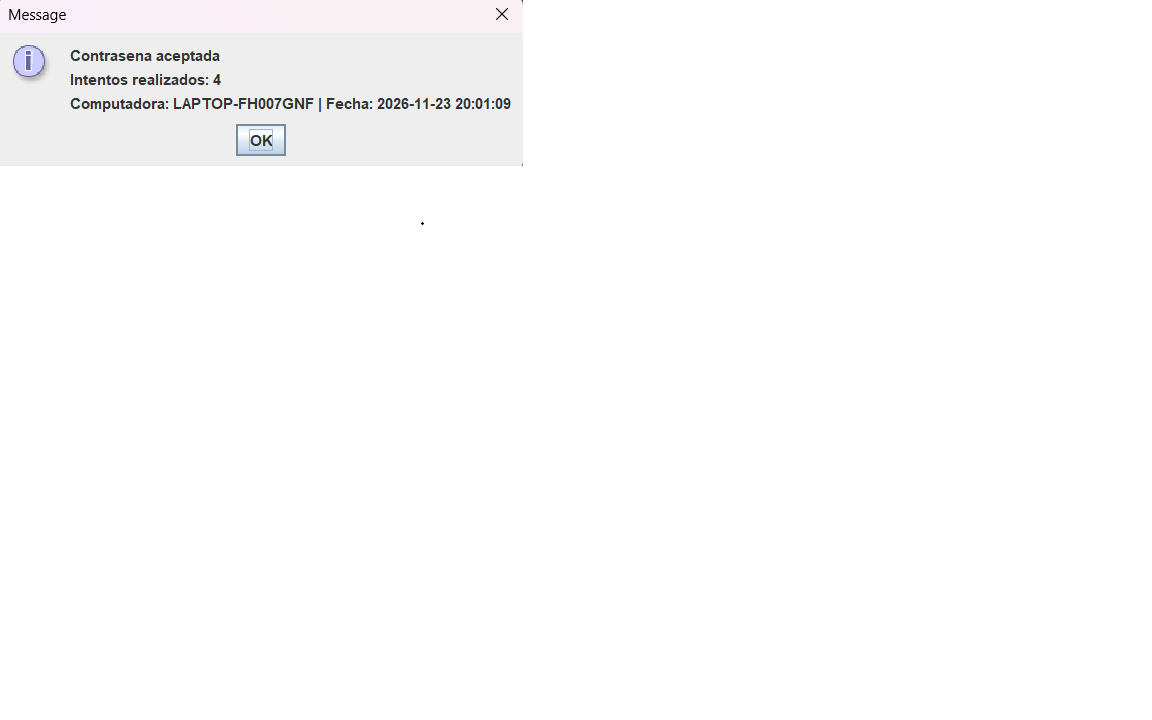 Message
Contrasena aceptada
Intentos realizados: 4
Computadora: LAPTOP-FH007GNF | Fecha: 2026-11-23 20:01:09
OK